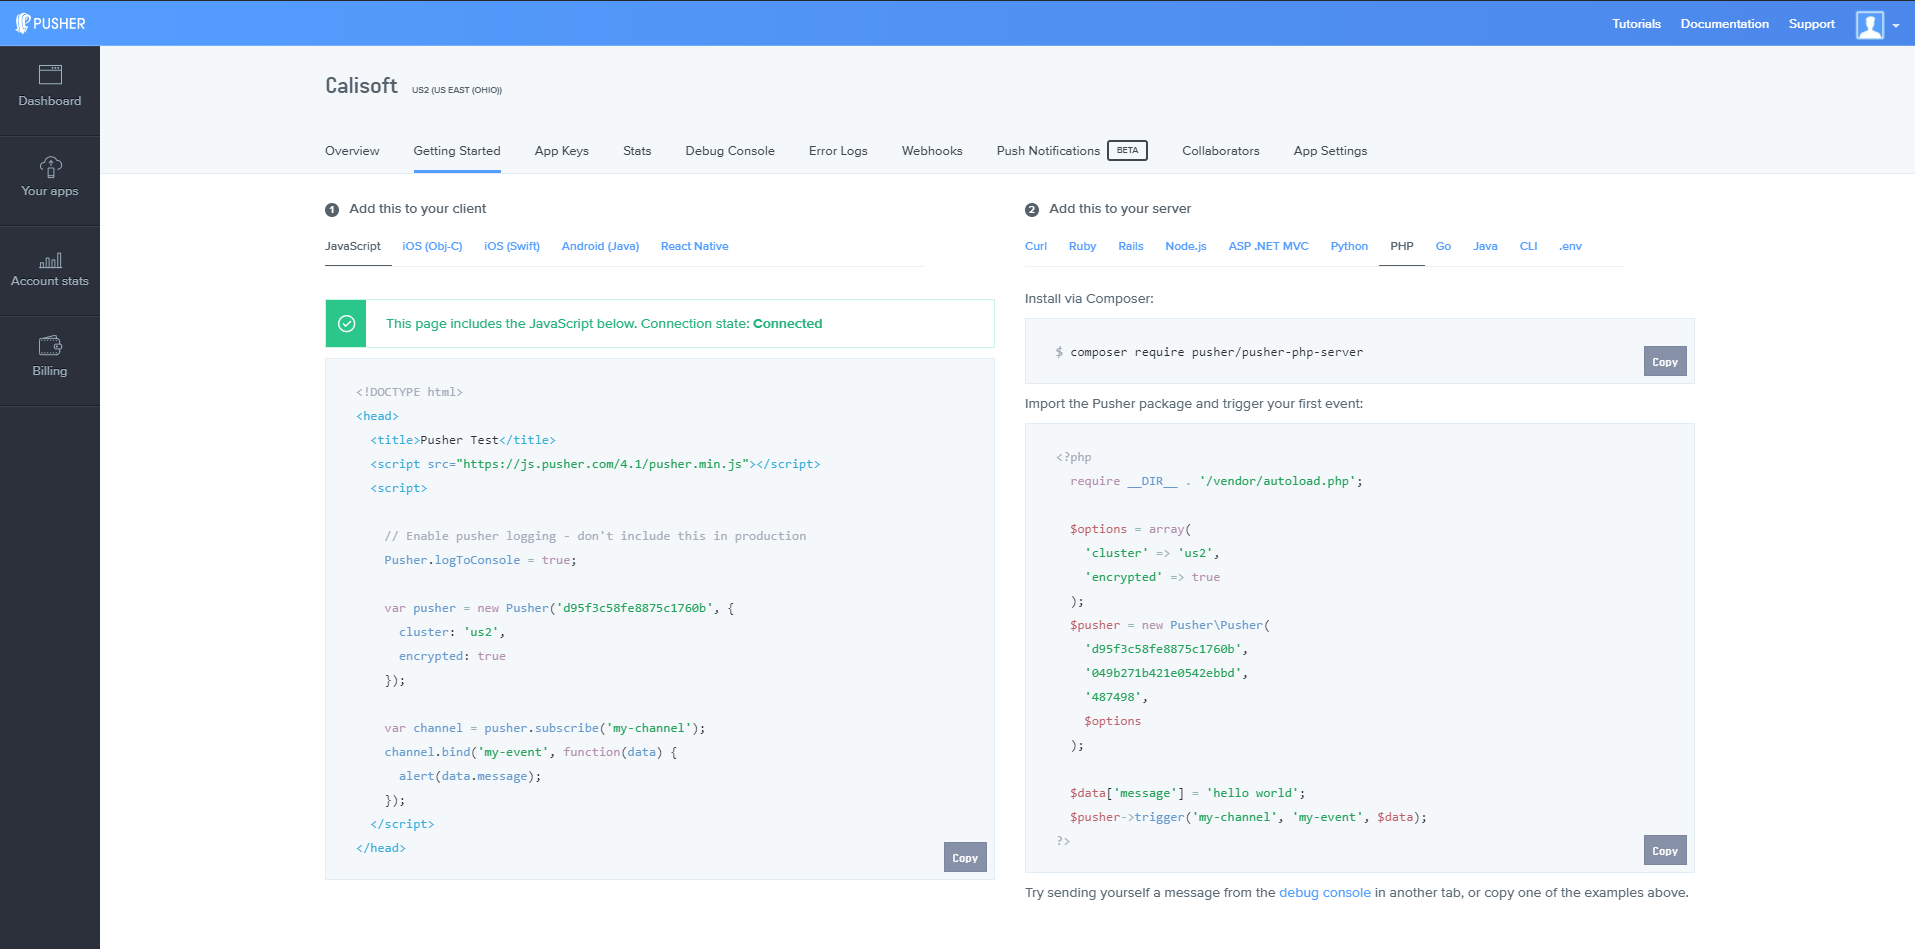 PUSHER
Tutorials Documentation Support
Dashboard
Your apps
Account stats
Billing
Calisoft US2 (US EAST (OHIO))
Overview Getting Started App Keys Stats Debug Console Error Logs Webhooks Push Notifications BETA Collaborators App Settings
1 Add this to your client
JavaScript iOS (Obj-C) iOS (Swift) Android (Java) React Native
This page includes the JavaScript below. Connection state: Connected
<!DOCTYPE html>
<head>
  <title>Pusher Test</title>
  <script src="https://js.pusher.com/4.1/pusher.min.js"></script>
  <script>
    // Enable pusher logging - don't include this in production
    Pusher.logToConsole = true;
    var pusher = new Pusher('d95f3c58fe8875c1760b', {
      cluster: 'us2',
      encrypted: true
    });
    var channel = pusher.subscribe('my-channel');
    channel.bind('my-event', function(data) {
      alert(data.message);
    });
  </script>
</head>
Copy
2 Add this to your server
Curl Ruby Rails Node.js ASP .NET MVC Python PHP Go Java CLI .env
Install via Composer:
$ composer require pusher/pusher-php-server
Copy
Import the Pusher package and trigger your first event:
<?php
  require __DIR__ . '/vendor/autoload.php';
  $options = array(
    'cluster' => 'us2',
    'encrypted' => true
  );
  $pusher = new Pusher\Pusher(
    'd95f3c58fe8875c1760b',
    '049b271b421e0542ebbd',
    '487498',
    $options
  );
  $data['message'] = 'hello world';
  $pusher->trigger('my-channel', 'my-event', $data);
?>
Copy
Try sending yourself a message from the debug console in another tab, or copy one of the examples above.